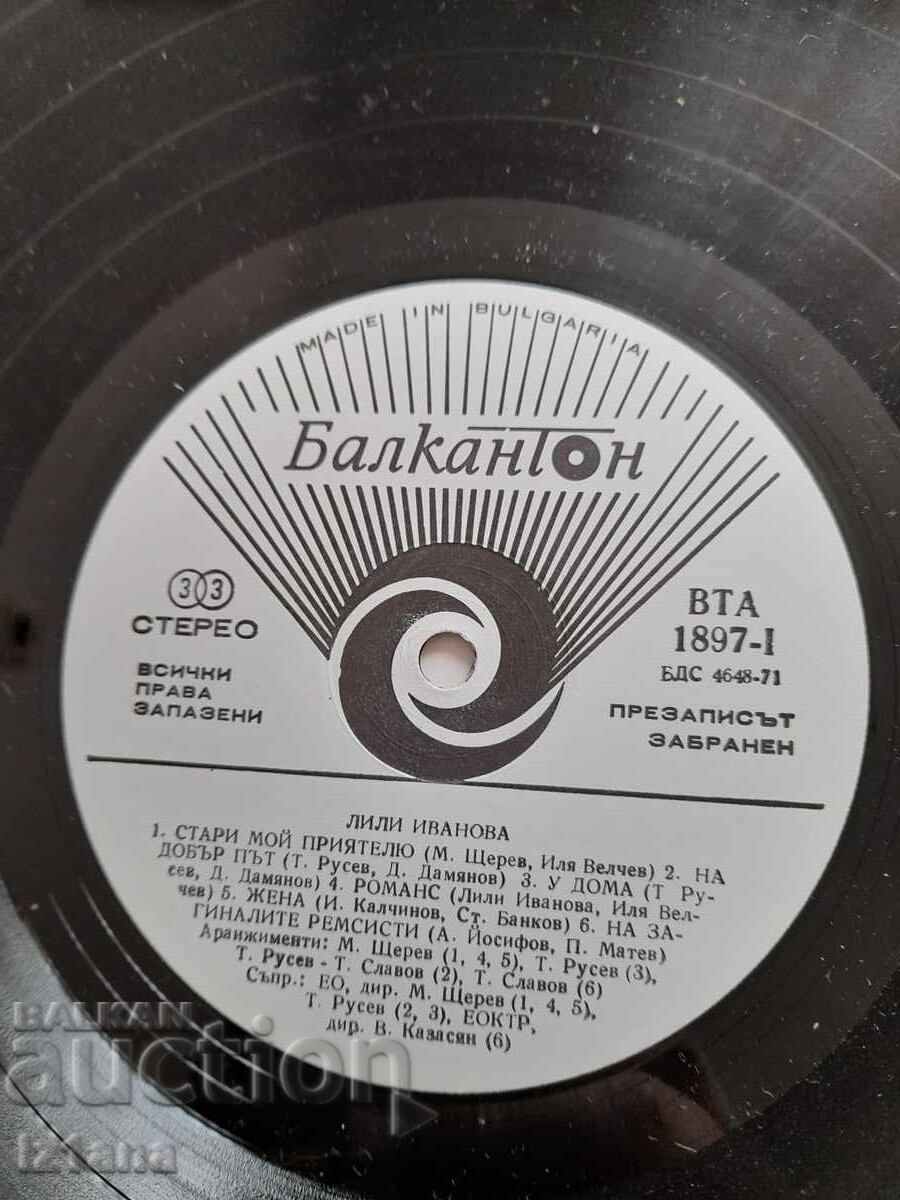 MADE IN BULGARIA
БалканТон
33
СТЕРЕО
ВСИЧКИ
ПРАВА
ЗАПАЗЕНИ
ВТА
1897-I
БДС 4648-71
ПРЕЗАПИСЪТ
ЗАБРАНЕН
ЛИЛИ ИВАНОВА
1. СТАРИ МОЙ ПРИЯТЕЛЮ (М. Щерев, Иля Велчев) 2. НА
ДОБЪР ПЪТ (Т. Русев, Д. Дамянов) 3. У ДОМА (Т Ру-
сев, Д. Дамянов) 4. РОМАНС (Лили Иванова, Иля Вел-
чев) 5. ЖЕНА (И. Калчинов, Ст. Банков) 6. НА ЗА-
ГИНАЛИТЕ РЕМСИСТИ (А. Йосифов, П. Матев)
Аранжименти: М. Щерев (1, 4, 5), Т. Русев (3),
Т. Русев - Т. Славов (2), Т. Славов (6)
Съпр.: ЕО, дир. М. Щерев (1, 4, 5),
Т. Русев (2, 3), ЕОКТР,
дир. В. Казасян (6)
BALKAN
auction
izfana